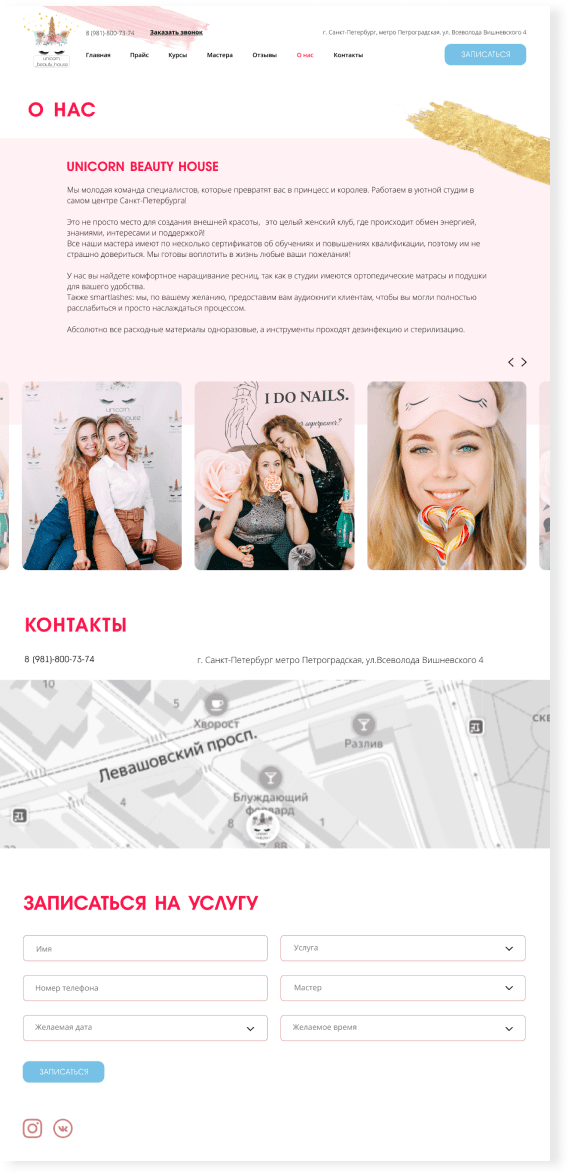 8 (981)-800-73-74 Заказать звонок г. Санкт-Петербург, метро Петроградская, ул. Всеволода Вишневского 4
unicorn
beauty_house
Главная Прайс Курсы Мастера Отзывы О нас Контакты ЗАПИСАТЬСЯ
О НАС
UNICORN BEAUTY HOUSE
Мы молодая команда специалистов, которые превратят вас в принцесс и королев. Работаем в уютной студии в
самом центре Санкт-Петербурга!
Это не просто место для создания внешней красоты, это целый женский клуб, где происходит обмен энергией,
знаниями, интересами и поддержкой!
Все наши мастера имеют по несколько сертификатов об обучениях и повышениях квалификации, поэтому им не
страшно довериться. Мы готовы воплотить в жизнь любые ваши пожелания!
У нас вы найдете комфортное наращивание ресниц, так как в студии имеются ортопедические матрасы и подушки
для вашего удобства.
Также smartlashes: мы, по вашему желанию, предоставим вам аудиокниги клиентам, чтобы вы могли полностью
расслабиться и просто наслаждаться процессом.
Абсолютно все расходные материалы одноразовые, а инструменты проходят дезинфекцию и стерилизацию.
unicorn
I DO NAILS.
superpower?
КОНТАКТЫ
8 (981)-800-73-74 г. Санкт-Петербург метро Петроградская, ул.Всеволода Вишневского 4
10
5
Хворост
Разлив
СКЕ
Левашовский просп.
4
Блуждающий
форвард
8 1
8В
ЗАПИСАТЬСЯ НА УСЛУГУ
Имя Услуга
Номер телефона Мастер
Желаемая дата Желаемое время
ЗАПИСАТЬСЯ